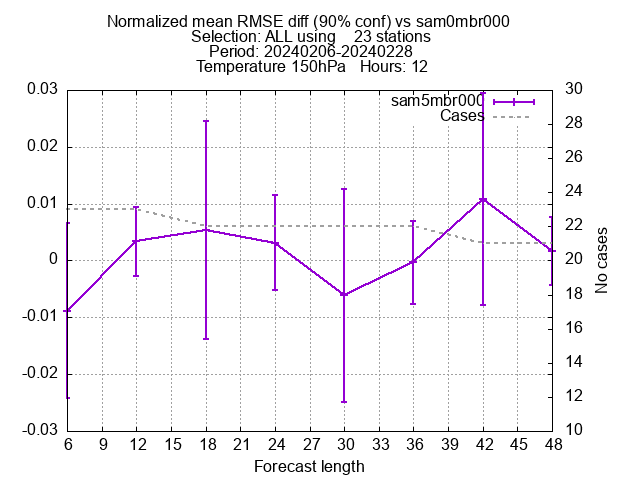 Normalized mean RMSE diff (90% conf) vs sam0mbr000
Selection: ALL using    23 stations
Period: 20240206-20240228
Temperature 150hPa   Hours: 12
sam5mbr000
Cases
0.03
0.02
0.01
0
-0.01
-0.02
-0.03
30
28
26
24
22
20
18
16
14
12
10
No cases
6 9 12 15 18 21 24 27 30 33 36 39 42 45 48
Forecast length